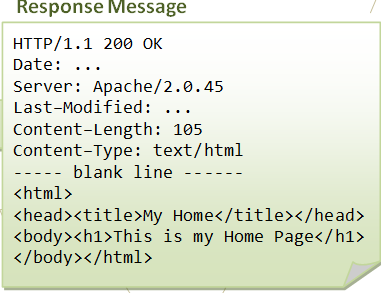 Response Message
HTTP/1.1 200 OK
Date: ...
Server: Apache/2.0.45
Last-Modified: ...
Content-Length: 105
Content-Type: text/html
----- blank line ------
<html>
<head><title>My Home</title></head>
<body><h1>This is my Home Page</h1>
</body></html>